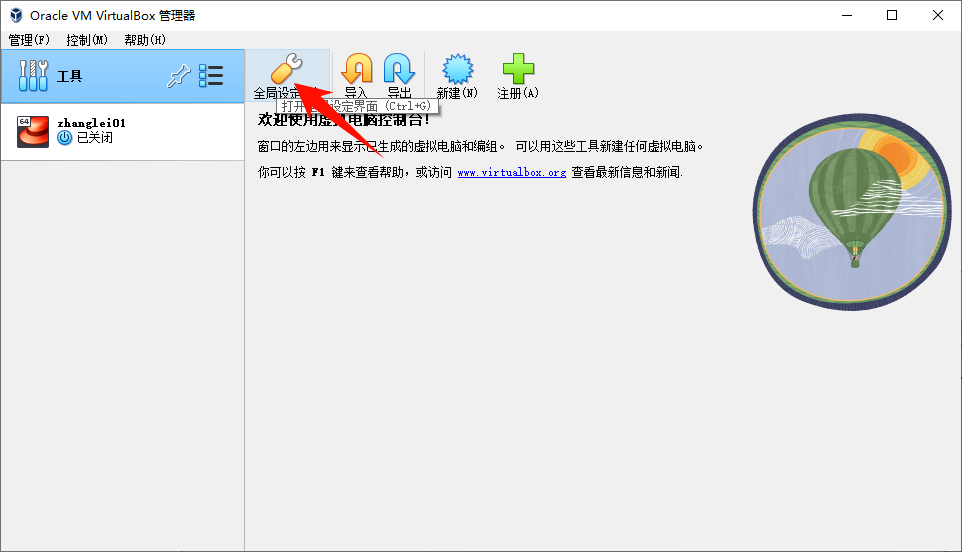 Oracle VM VirtualBox 管理器
管理(F) 控制(M) 帮助(H)
工具
全局设定
导入
导出
新建(N)
注册(A)
打开 设定界面 (Ctrl+G)
64
zhanglei01
已关闭
欢迎使用虚拟电脑控制台!
窗口的左边用来显示已生成的虚拟电脑和编组。 可以用这些工具新建任何虚拟电脑。
你可以按 F1 键来查看帮助，或访问 www.virtualbox.org 查看最新信息和新闻.